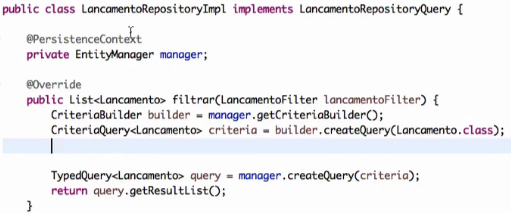 public class LancamentoRepositoryImpl implements LancamentoRepositoryQuery {
@PersistenceContext
private EntityManager manager;
@Override
public List<Lancamento> filtrar(LancamentoFilter lancamentoFilter) {
CriteriaBuilder builder = manager.getCriteriaBuilder();
CriteriaQuery<Lancamento> criteria = builder.createQuery(Lancamento.class);
TypedQuery<Lancamento> query = manager.createQuery(criteria);
return query.getResultList();
}